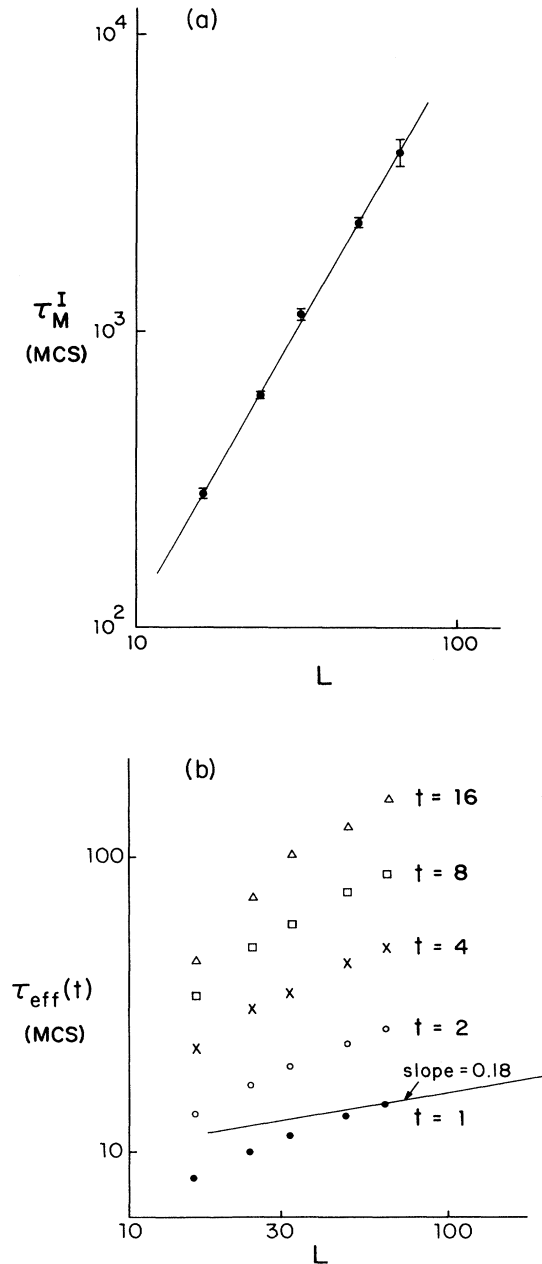 (a)
10⁴
τ_M^I
(MCS)
10³
10²
10
100
L
(b)
t = 16
100
t = 8
τ_eff(t)
(MCS)
t = 4
t = 2
slope = 0.18
t = 1
10
10
30
100
L